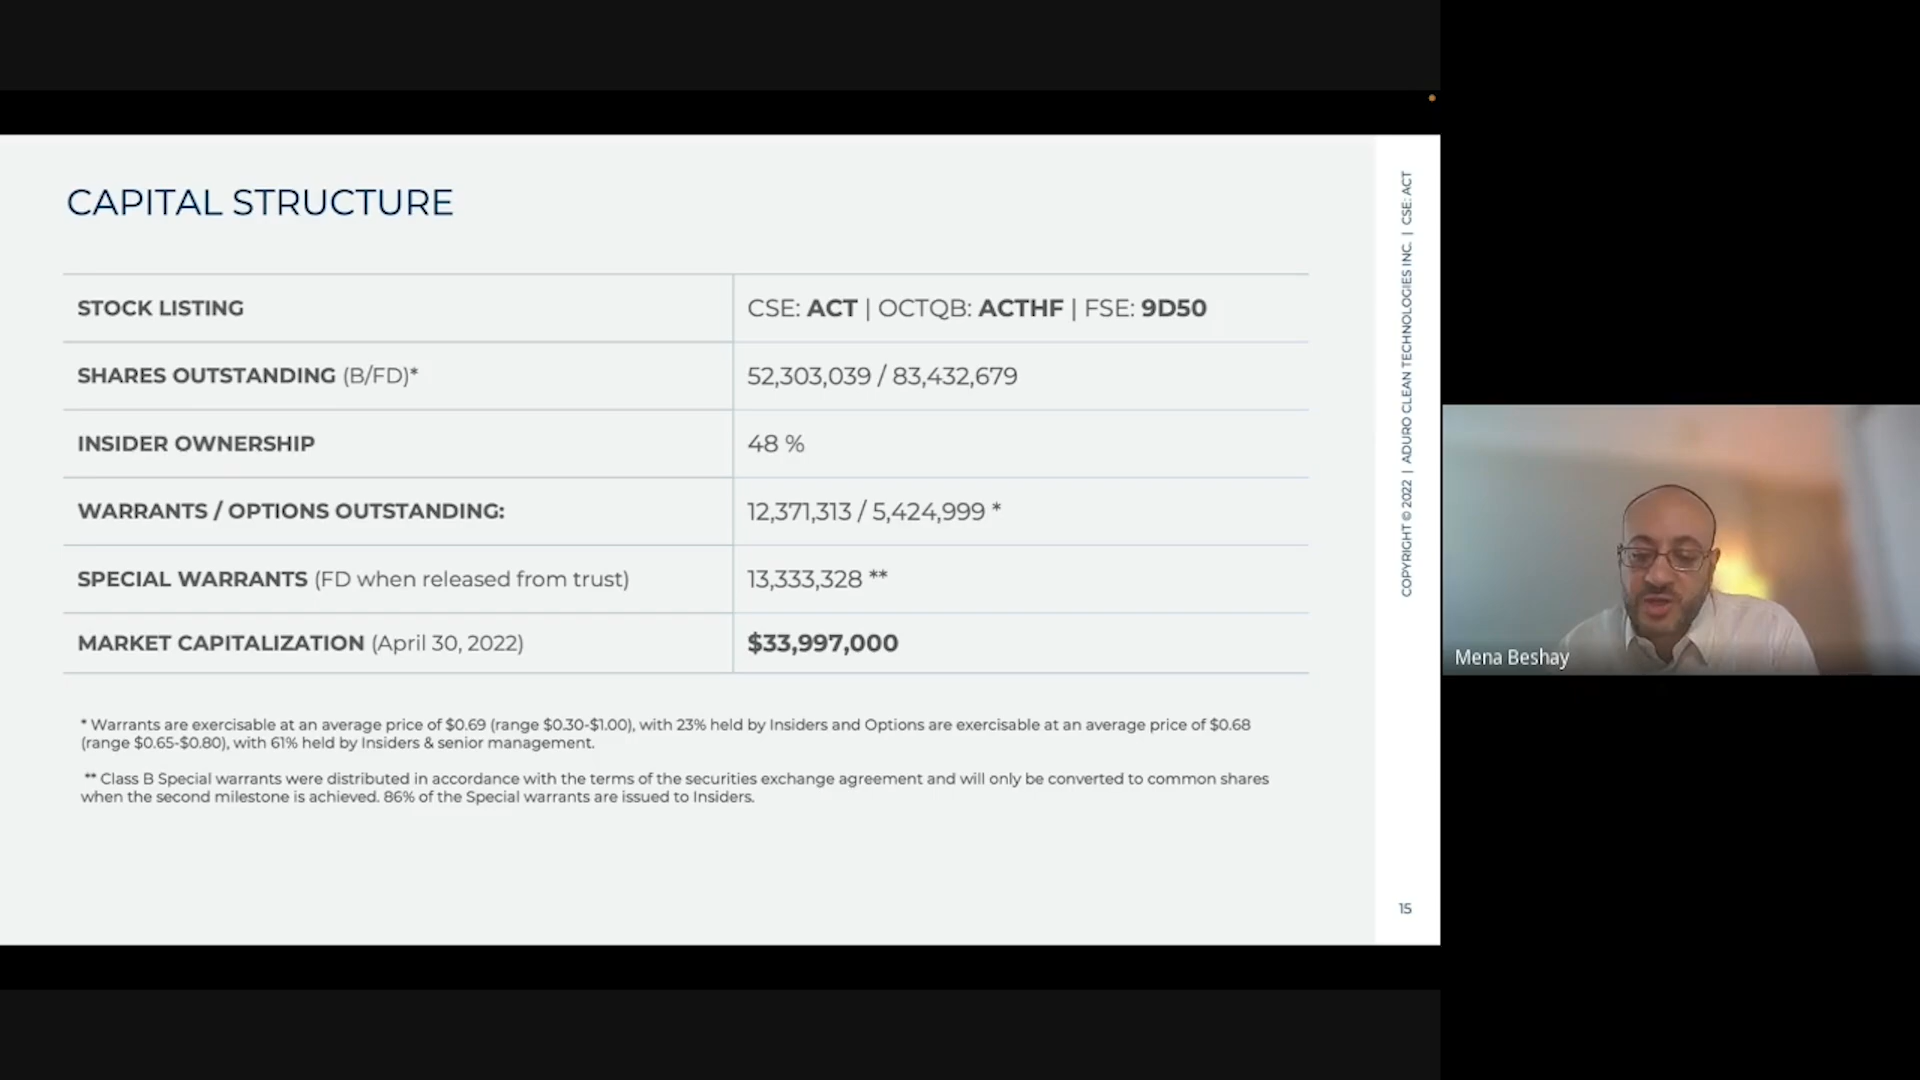 CAPITAL STRUCTURE
STOCK LISTING
CSE: ACT | OCTQB: ACTHF | FSE: 9D50
SHARES OUTSTANDING (B/FD)*
52,303,039 / 83,432,679
INSIDER OWNERSHIP
48 %
WARRANTS / OPTIONS OUTSTANDING:
12,371,313 / 5,424,999 *
SPECIAL WARRANTS (FD when released from trust)
13,333,328 **
MARKET CAPITALIZATION (April 30, 2022)
$33,997,000
* Warrants are exercisable at an average price of $0.69 (range $0.30-$1.00), with 23% held by Insiders and Options are exercisable at an average price of $0.68
(range $0.65-$0.80), with 61% held by Insiders & senior management.
** Class B Special warrants were distributed in accordance with the terms of the securities exchange agreement and will only be converted to common shares
when the second milestone is achieved. 86% of the Special warrants are issued to Insiders.
COPYRIGHT © 2022 | ADURO CLEAN TECHNOLOGIES INC. | CSE: ACT
15
Mena Beshay